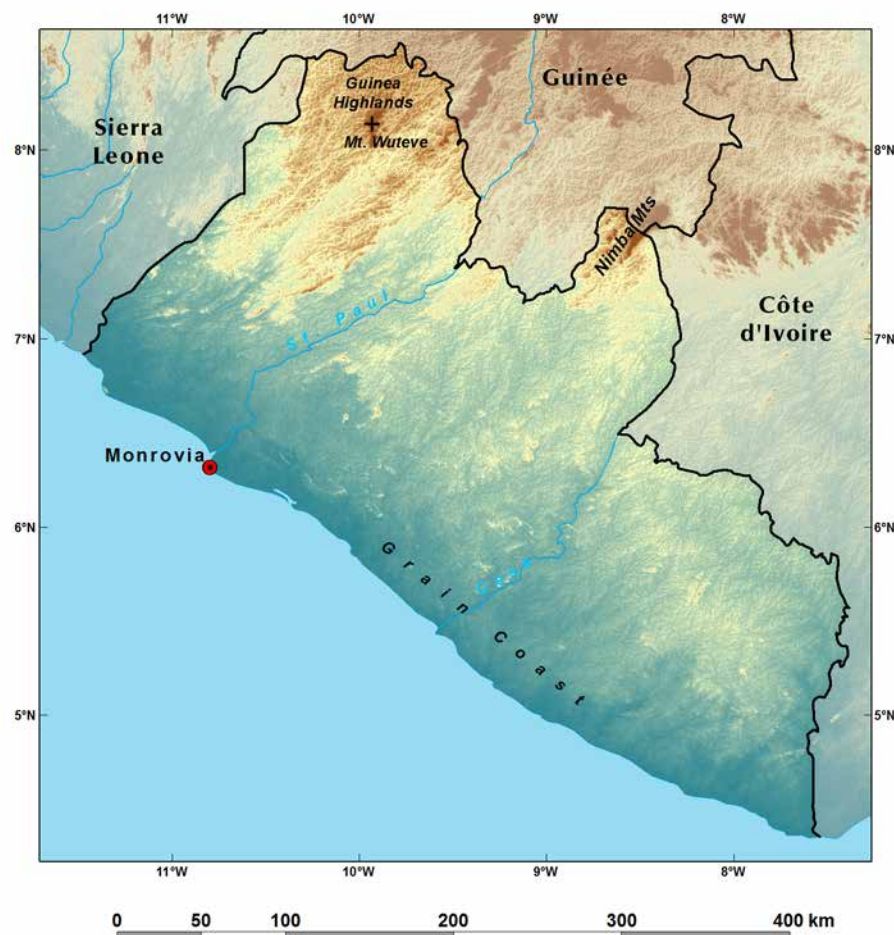 11°W 10°W 9°W 8°W
Guinée
Guinea
Highlands
Sierra
Leone
Mt. Wuteve
8°N 8°N
Nimba Mts
Côte
d'Ivoire
St. Paul
7°N 7°N
Monrovia
6°N 6°N
Grain Coast
Cess
5°N 5°N
11°W 10°W 9°W 8°W
0 50 100 200 300 400 km